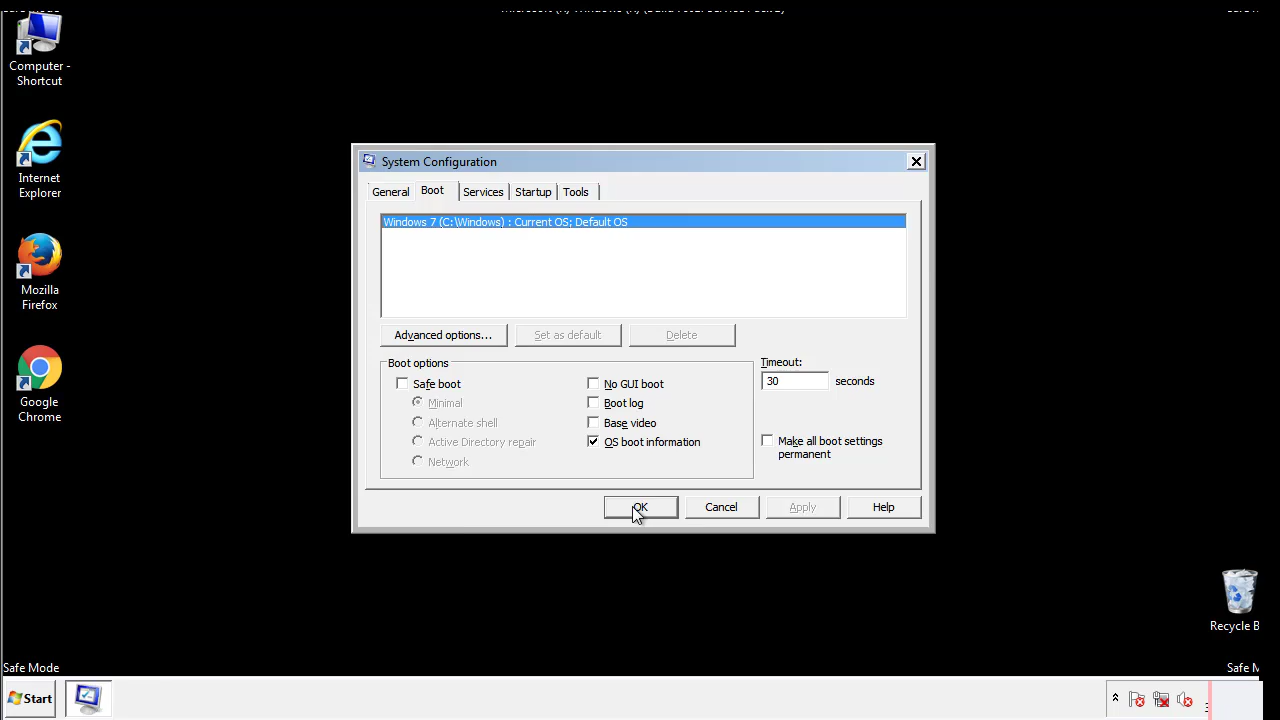 Computer -
Shortcut
Internet
Explorer
Mozilla
Firefox
Google
Chrome
System Configuration
General Boot Services Startup Tools
Windows 7 (C:\Windows) : Current OS; Default OS
Advanced options... Set as default Delete
Boot options
Timeout:
Safe boot No GUI boot
30 seconds
Minimal Boot log
Alternate shell Base video
Active Directory repair OS boot information
Make all boot settings
permanent
Network
OK Cancel Apply Help
Recycle B
Safe Mode
Safe M
Start